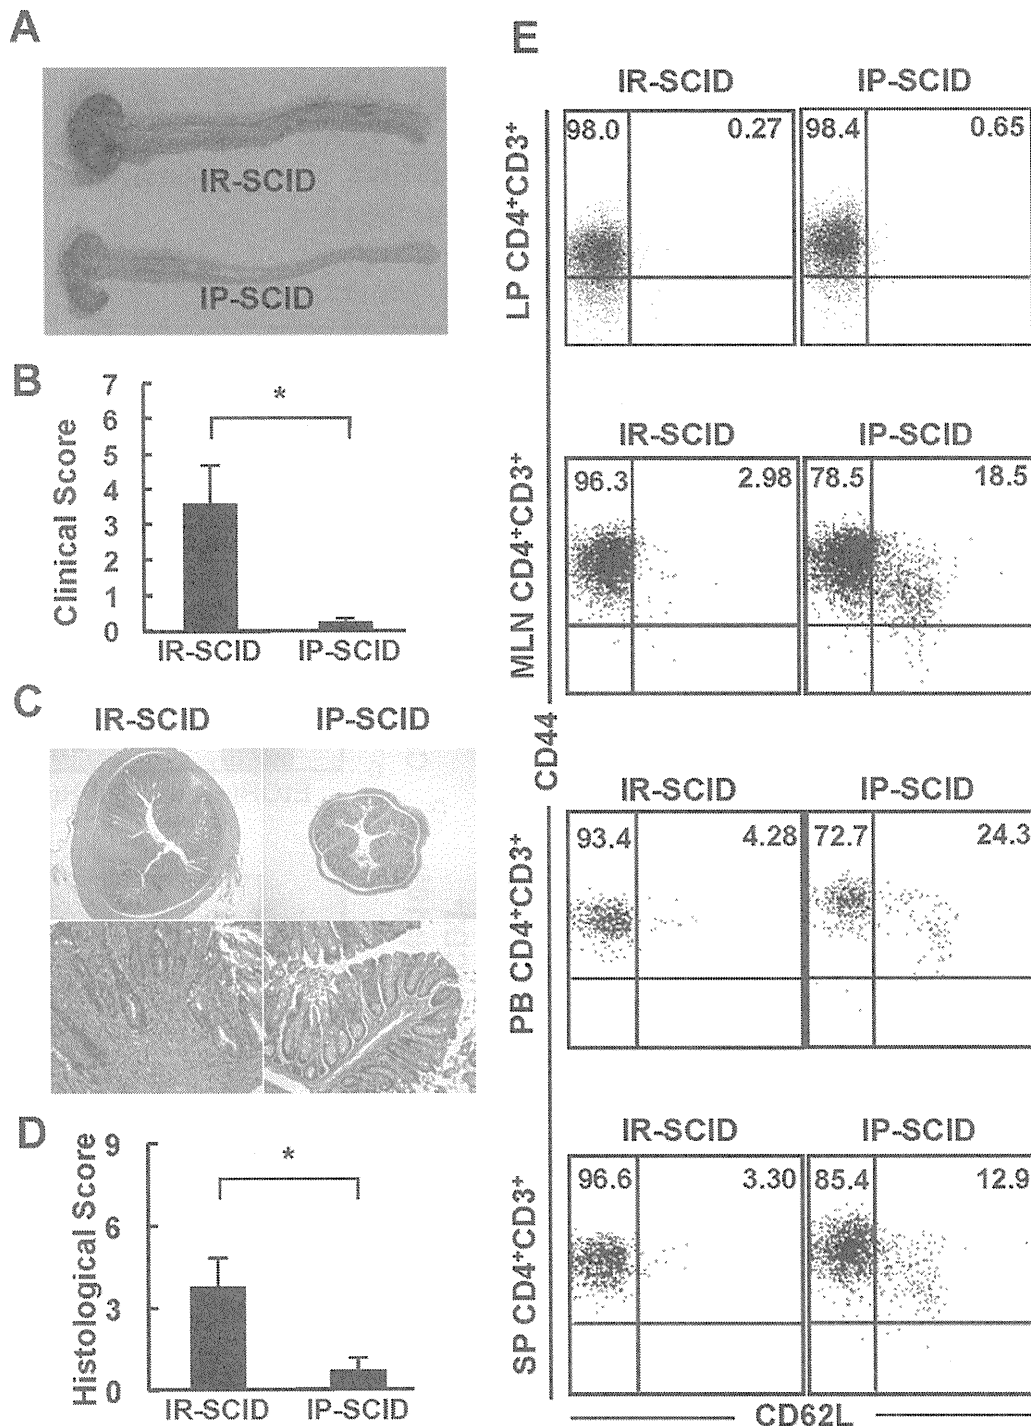 A
IR-SCID
IP-SCID
B
Clinical Score
7
6
5
4
3
2
1
0
*
IR-SCID IP-SCID
C
IR-SCID IP-SCID
D
Histological Score
9
6
3
0
*
IR-SCID IP-SCID
E
IR-SCID IP-SCID
LP CD4⁺CD3⁺
98.0 0.27 98.4 0.65
IR-SCID IP-SCID
MLN CD4⁺CD3⁺
96.3 2.98 78.5 18.5
CD44
IR-SCID IP-SCID
PB CD4⁺CD3⁺
93.4 4.28 72.7 24.3
IR-SCID IP-SCID
SP CD4⁺CD3⁺
96.6 3.30 85.4 12.9
CD62L